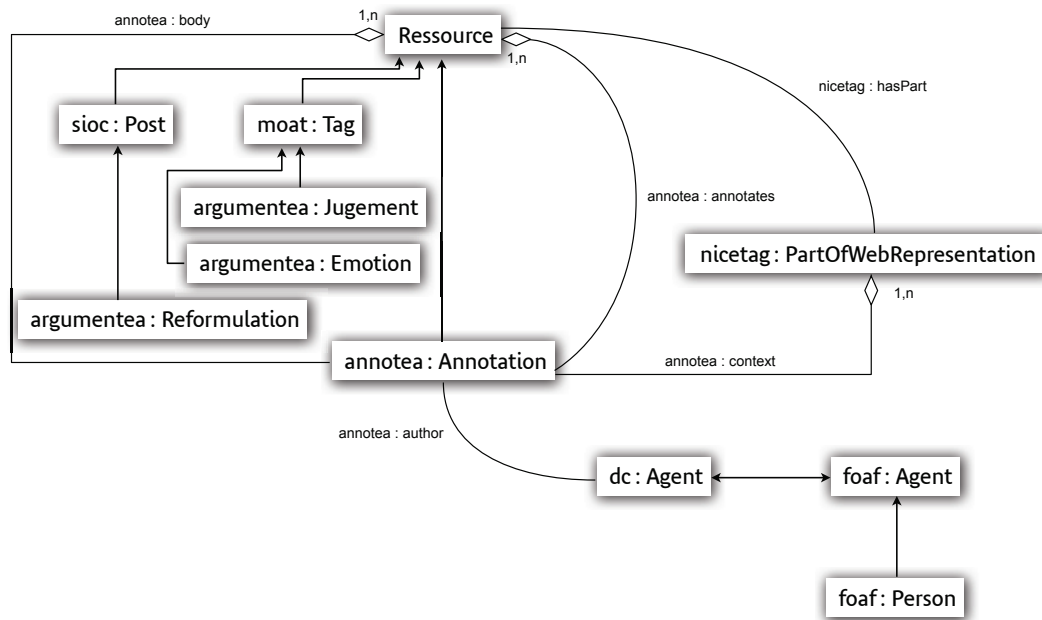 annotea : body
1,n
Ressource
1,n
nicetag : hasPart
sioc : Post
moat : Tag
argumentea : Jugement
annotea : annotates
nicetag : PartOfWebRepresentation
argumentea : Emotion
1,n
argumentea : Reformulation
annotea : Annotation
annotea : context
annotea : author
dc : Agent
foaf : Agent
foaf : Person